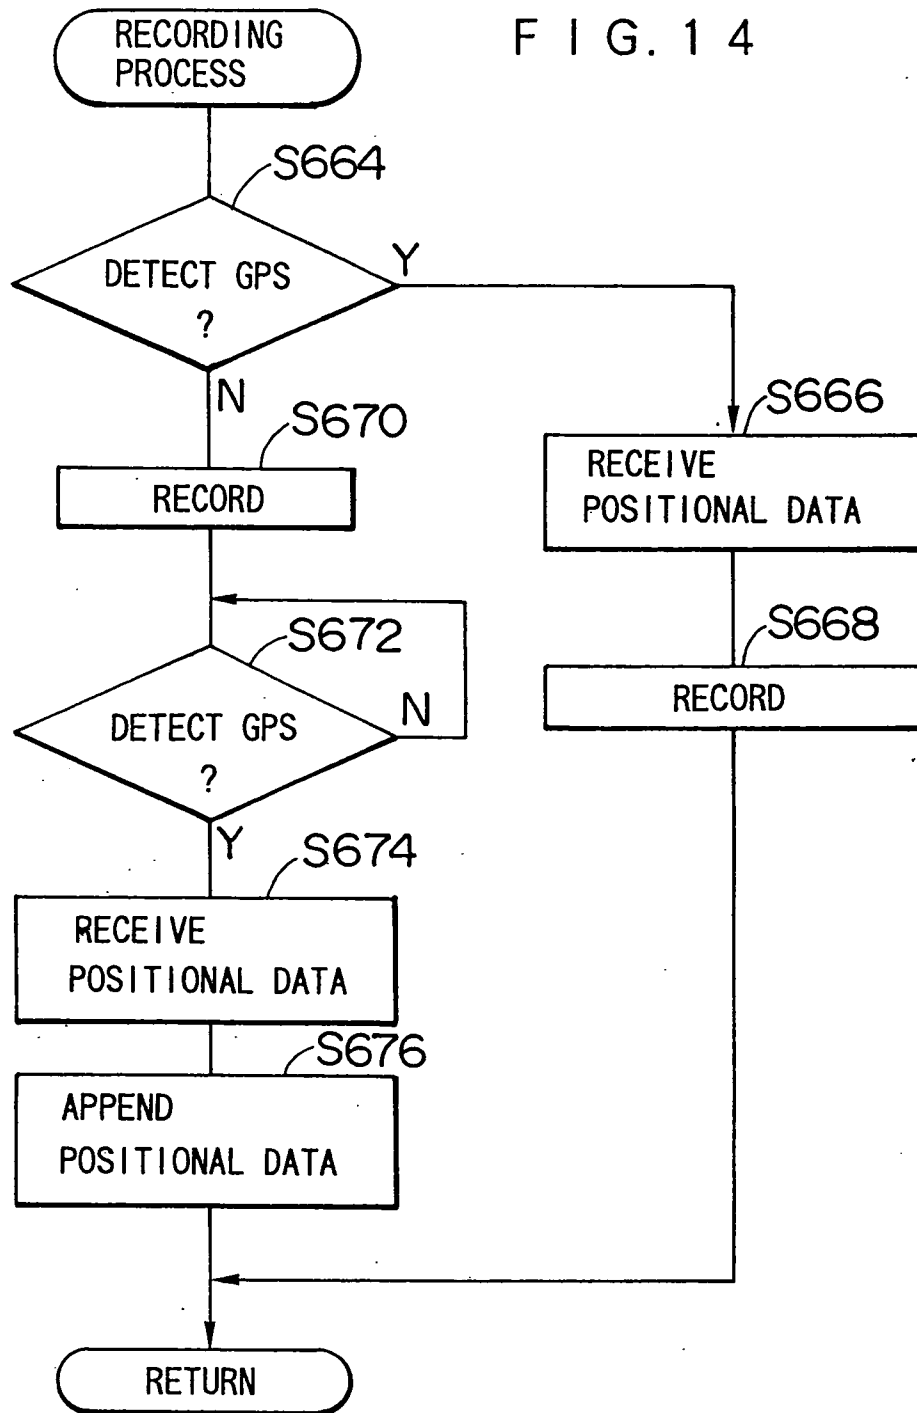 RECORDING
PROCESS
F I G. 1 4
S664
DETECT GPS
?
Y
N
S670
RECORD
S666
RECEIVE
POSITIONAL DATA
S672
DETECT GPS
?
N
Y
S668
RECORD
S674
RECEIVE
POSITIONAL DATA
S676
APPEND
POSITIONAL DATA
RETURN